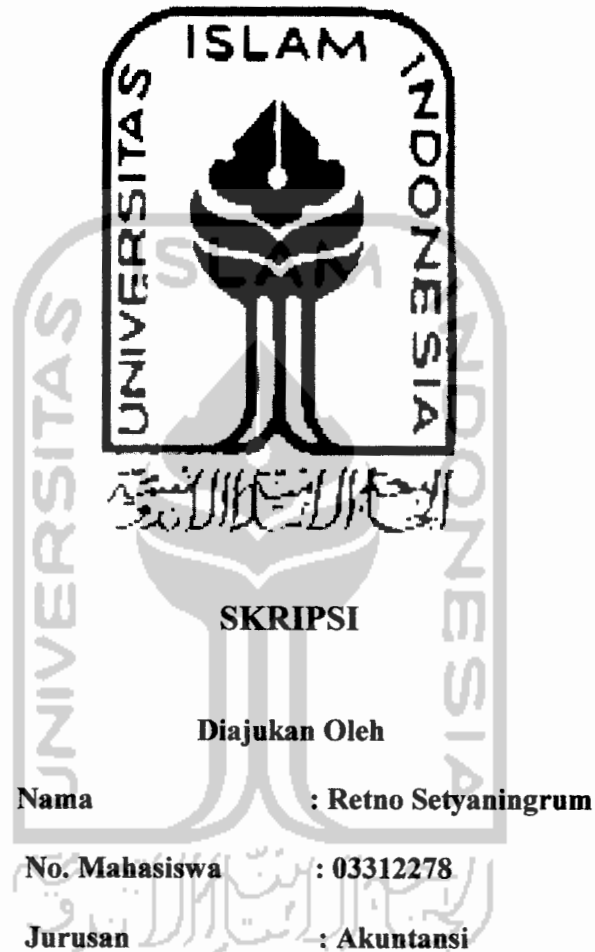 UNIVERSITAS ISLAM INDONESIA
SKRIPSI
Diajukan Oleh
Nama : Retno Setyaningrum
No. Mahasiswa : 03312278
Jurusan : Akuntansi